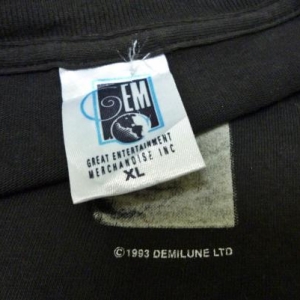 GEM
GREAT ENTERTAINMENT
MERCHANDISE INC
XL
©1993 DEMILUNE LTD